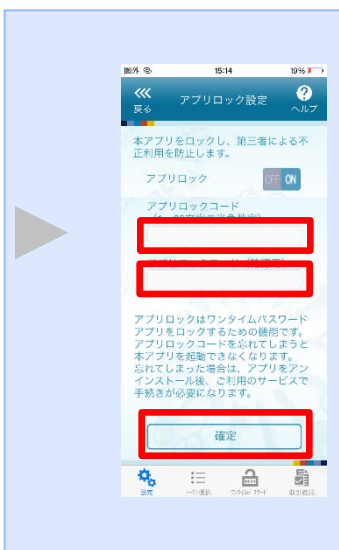 圏外
15:14
19%
戻る
アプリロック設定
?
ヘルプ
本アプリをロックし、第三者による不
正利用を防止します。
アプリロック
OFF ON
アプリロックコード
アプリロックはワンタイムパスワード
アプリをロックするための機能です。
アプリロックコードを忘れてしまうと
本アプリを起動できなくなります。
忘れてしまった場合は、アプリをアン
インストール後、ご利用のサービスで
手続きが必要になります。
確定
設定